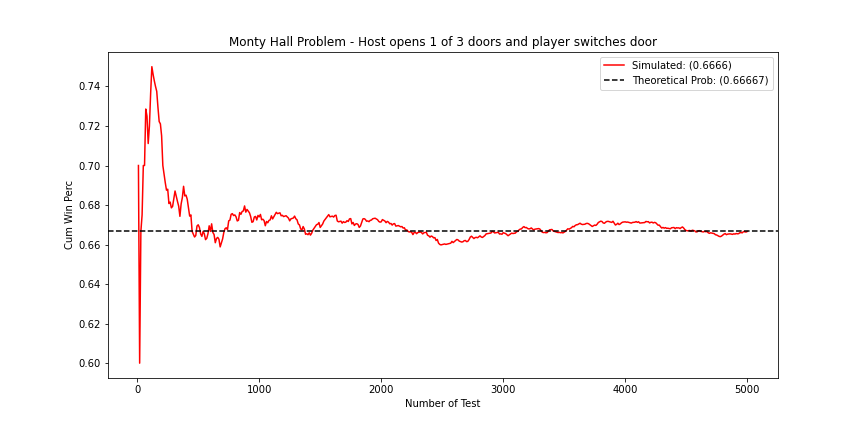 Monty Hall Problem - Host opens 1 of 3 doors and player switches door
Simulated: (0.6666)
Theoretical Prob: (0.66667)
Cum Win Perc
0.74
0.72
0.70
0.68
0.66
0.64
0.62
0.60
0
1000
2000
3000
4000
5000
Number of Test